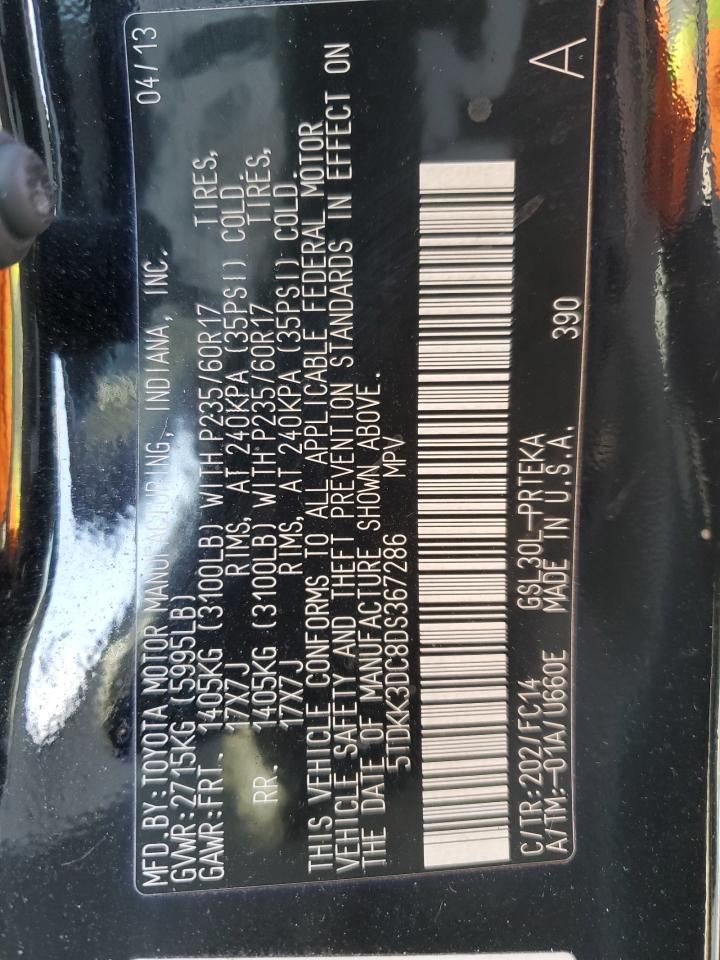 MFD.BY:TOYOTA MOTOR MANUFACTURING, INDIANA, INC. 04/13
GVWR:2715KG (5995LB)
GAWR:FRT. 1405KG (3100LB) WITH P235/60R17 TIRES,
17X7J RIMS, AT 240KPA (35PSI) COLD
RR. 1405KG (3100LB) WITH P235/60R17 TIRES,
17X7J RIMS, AT 240KPA (35PSI) COLD.
THIS VEHICLE CONFORMS TO ALL APPLICABLE FEDERAL MOTOR
VEHICLE SAFETY AND THEFT PREVENTION STANDARDS IN EFFECT ON
THE DATE OF MANUFACTURE SHOWN ABOVE.
5TDKK3DC8DS367286 MPV
C/TR:202/FC14 GSL30L-PRTEKA
A/TM:-01A/U660E MADE IN U.S.A. 390 A